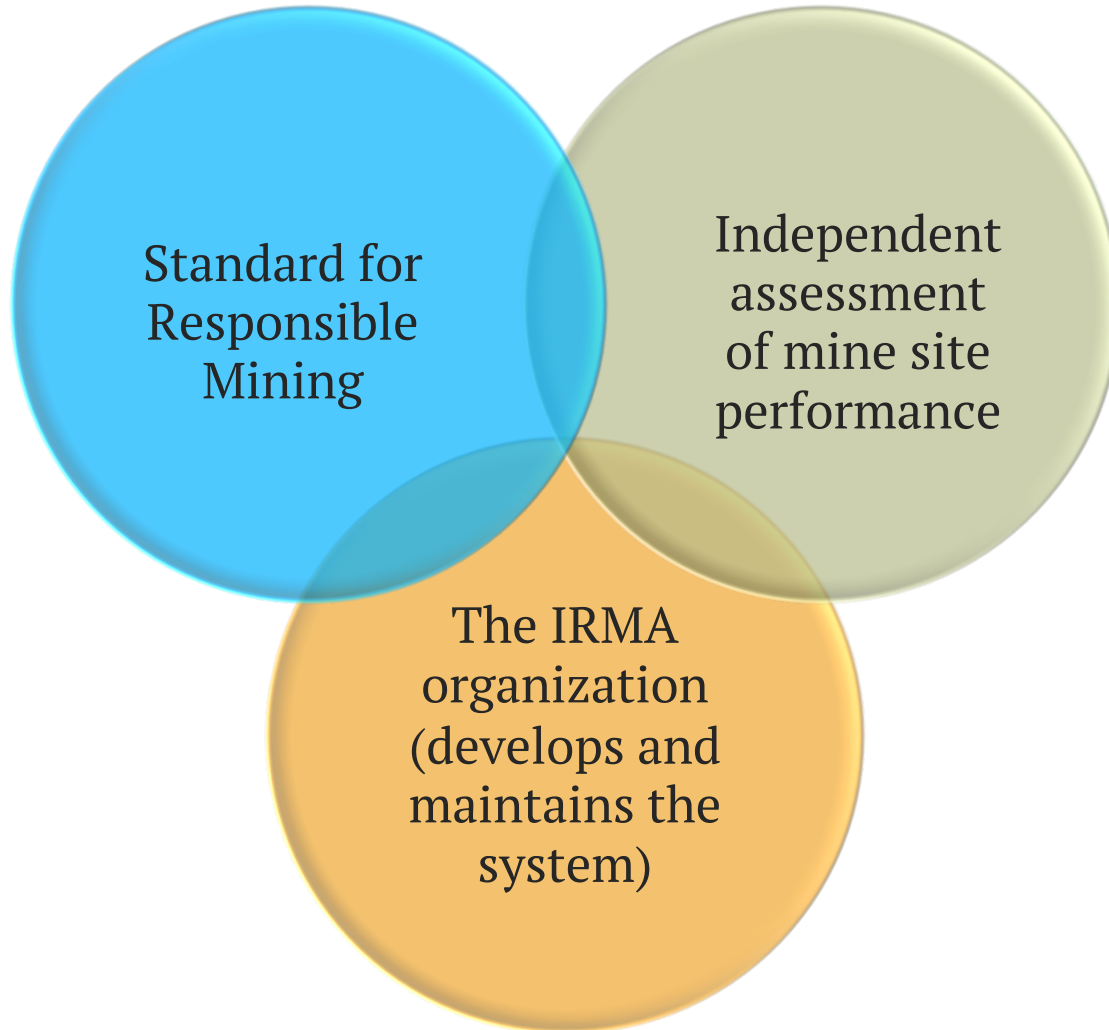 Standard for
Responsible
Mining
Independent
assessment
of mine site
performance
The IRMA
organization
(develops and
maintains the
system)